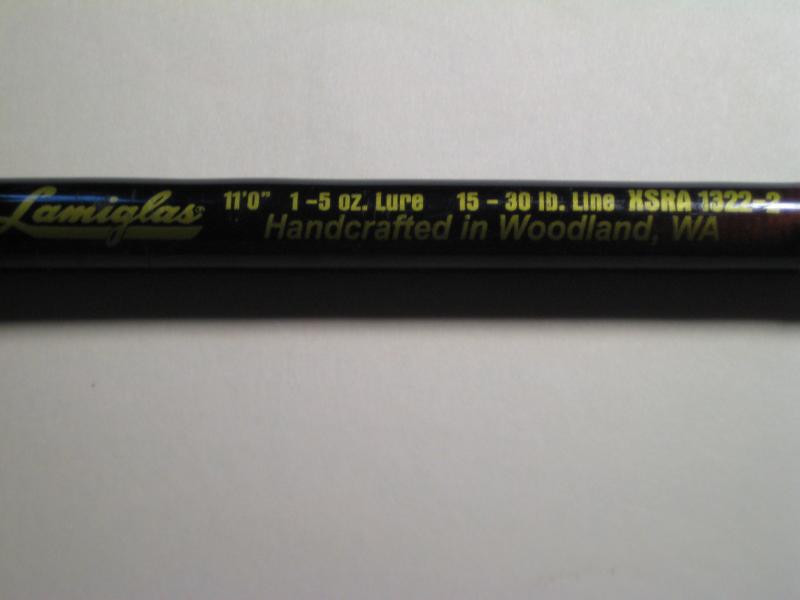 Lamiglas 11'0" 1-5 oz. Lure 15-30 lb. Line XSRA 1322-2
Handcrafted in Woodland, WA